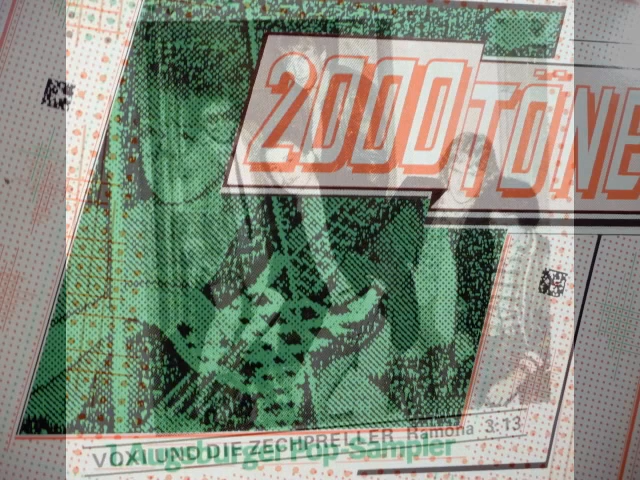 2000 TÖNE
VOXI UND DIE ZECHPRELLER Ramona 3:13
Augsburger Pop-Sampler